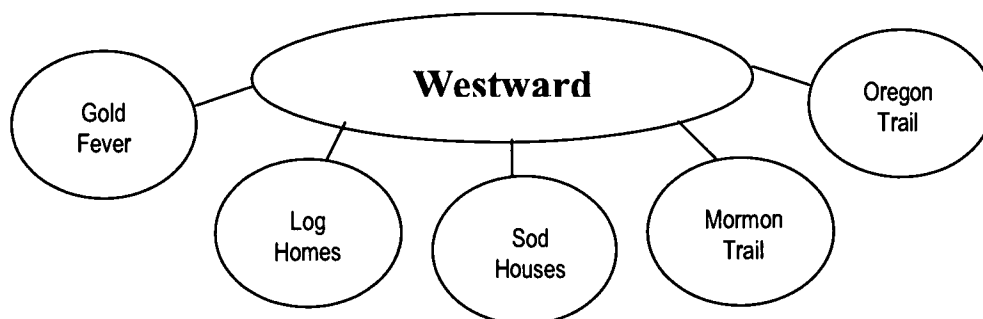 Westward
Gold
Fever
Log
Homes
Sod
Houses
Mormon
Trail
Oregon
Trail